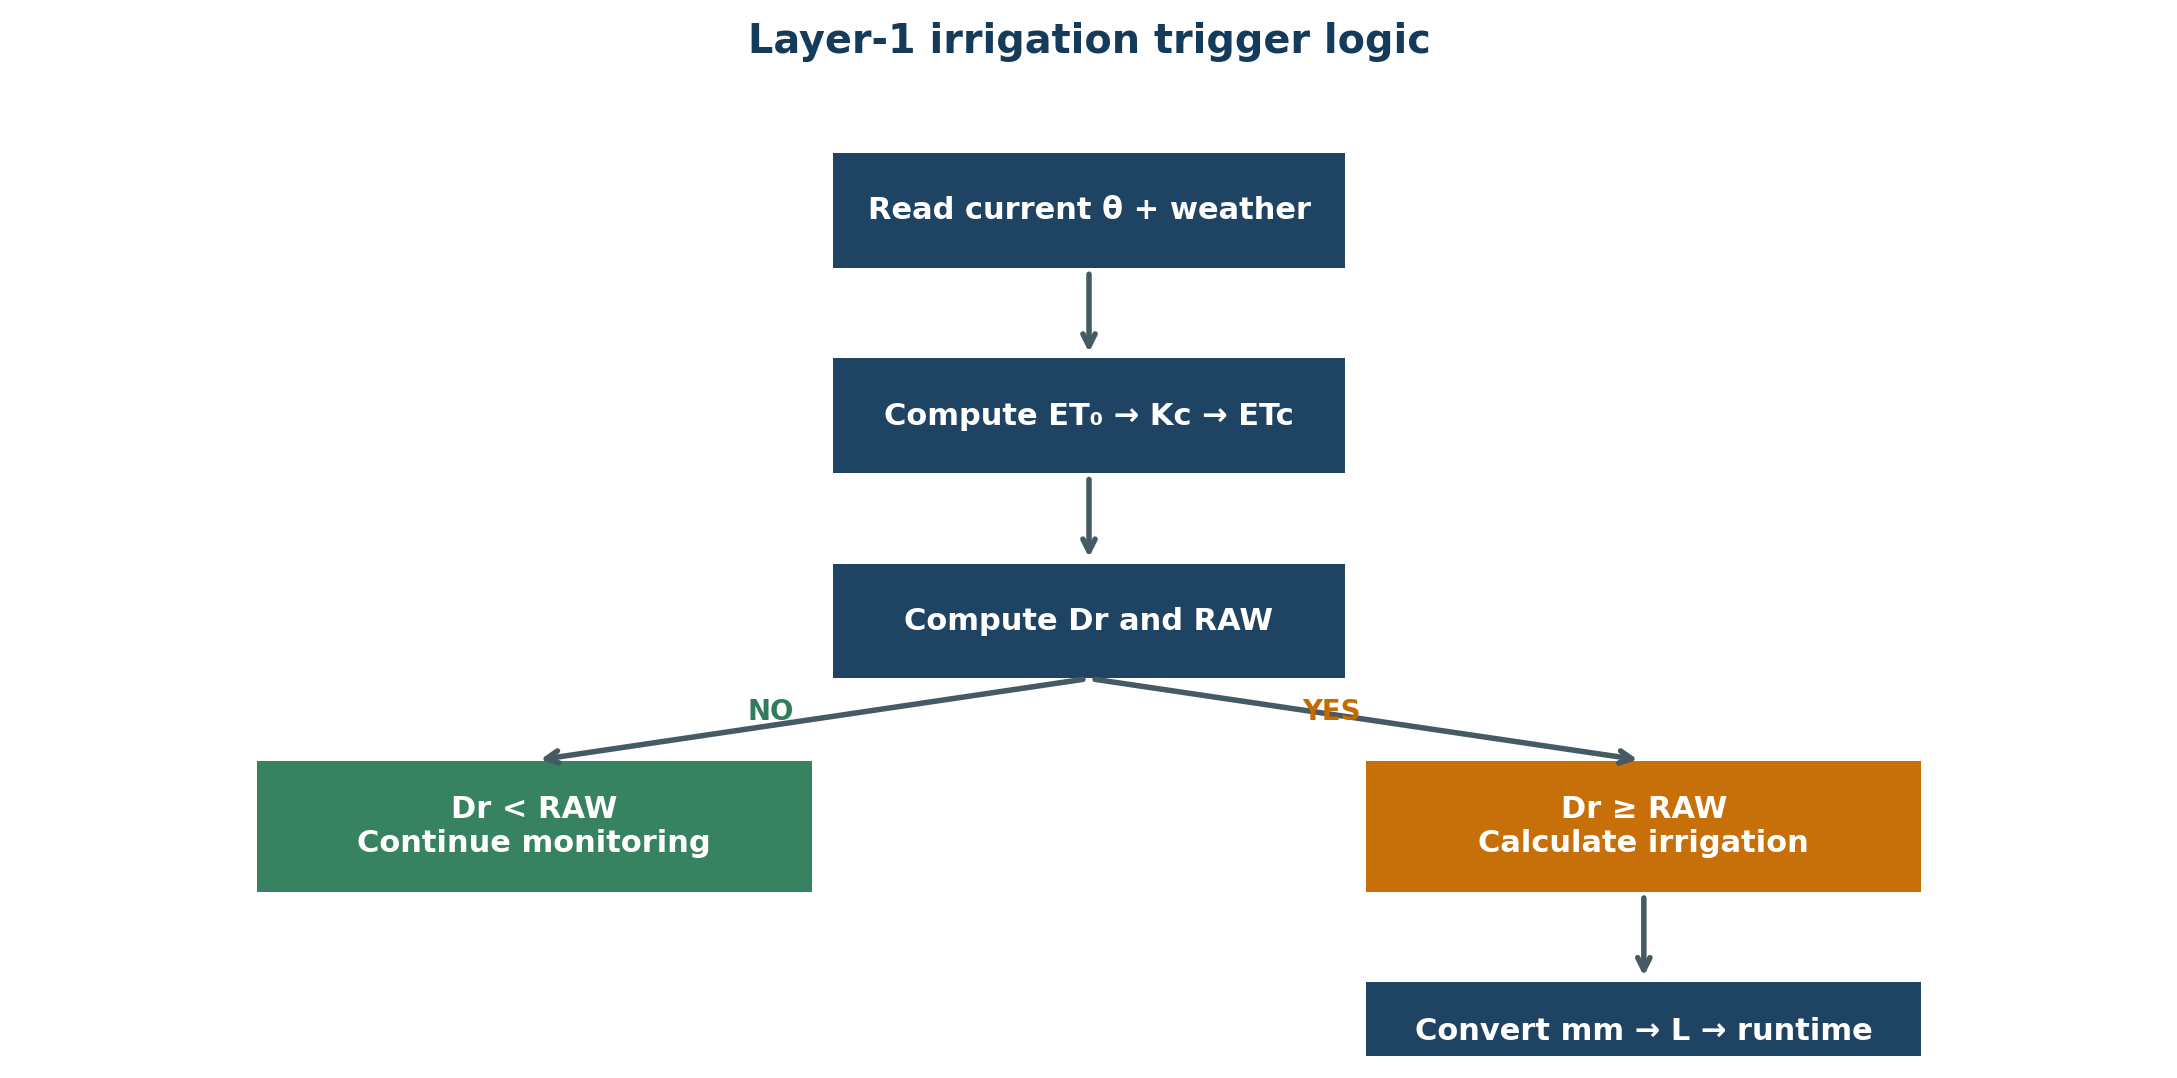 Layer-1 irrigation trigger logic
Read current θ + weather
Compute ET₀ → Kc → ETc
Compute Dr and RAW
NO
YES
Dr < RAW
Continue monitoring
Dr ≥ RAW
Calculate irrigation
Convert mm → L → runtime